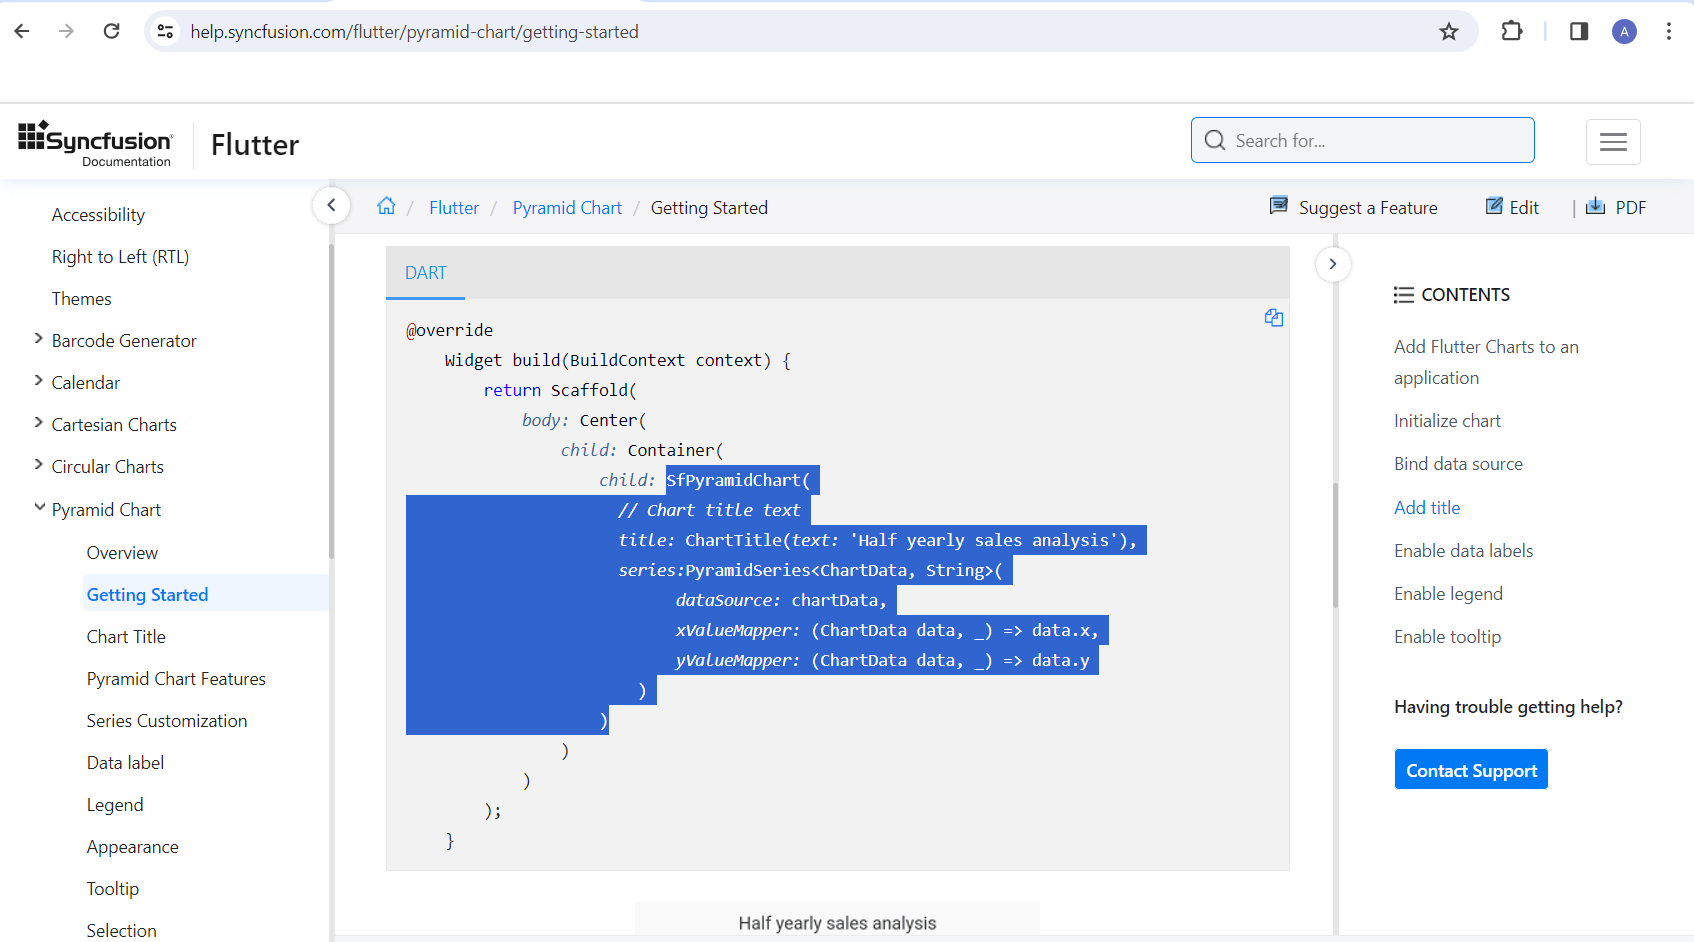 help.syncfusion.com/flutter/pyramid-chart/getting-started
A
Syncfusion
Documentation
Flutter
Search for...
Accessibility
Right to Left (RTL)
Themes
Barcode Generator
Calendar
Cartesian Charts
Circular Charts
Pyramid Chart
Overview
Getting Started
Chart Title
Pyramid Chart Features
Series Customization
Data label
Legend
Appearance
Tooltip
Selection
/ Flutter / Pyramid Chart / Getting Started
Suggest a Feature
Edit
| PDF
DART
@override
Widget build(BuildContext context) {
return Scaffold(
body: Center(
child: Container(
child: SfPyramidChart(
// Chart title text
title: ChartTitle(text: 'Half yearly sales analysis'),
series:PyramidSeries<ChartData, String>(
dataSource: chartData,
xValueMapper: (ChartData data, _) => data.x,
yValueMapper: (ChartData data, _) => data.y
)
)
)
)
);
}
Half yearly sales analysis
CONTENTS
Add Flutter Charts to an
application
Initialize chart
Bind data source
Add title
Enable data labels
Enable legend
Enable tooltip
Having trouble getting help?
Contact Support